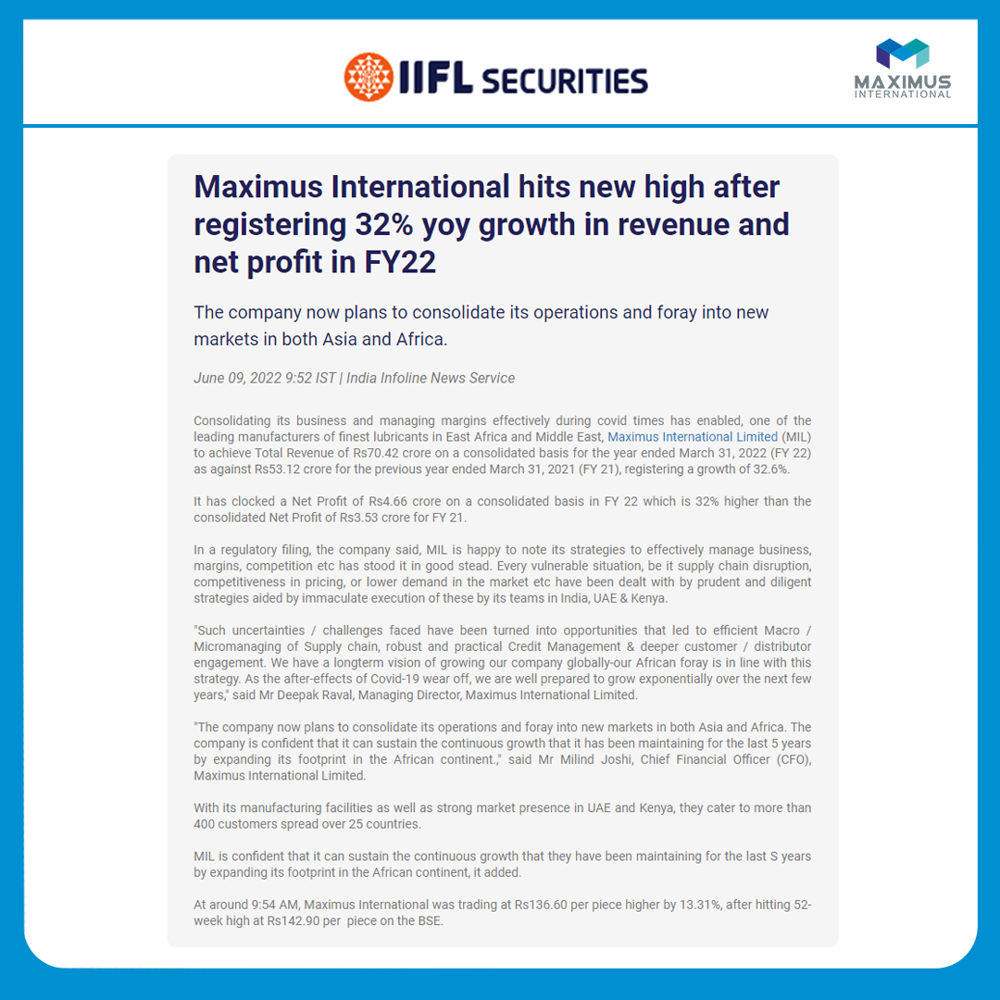 IIFL SECURITIES
MAXIMUS
INTERNATIONAL
Maximus International hits new high after
registering 32% yoy growth in revenue and
net profit in FY22
The company now plans to consolidate its operations and foray into new
markets in both Asia and Africa.
June 09, 2022 9:52 IST | India Infoline News Service
Consolidating its business and managing margins effectively during covid times has enabled, one of the
leading manufacturers of finest lubricants in East Africa and Middle East, Maximus International Limited (MIL)
to achieve Total Revenue of Rs70.42 crore on a consolidated basis for the year ended March 31, 2022 (FY 22)
as against Rs53.12 crore for the previous year ended March 31, 2021 (FY 21), registering a growth of 32.6%.
It has clocked a Net Profit of Rs4.66 crore on a consolidated basis in FY 22 which is 32% higher than the
consolidated Net Profit of Rs3.53 crore for FY 21.
In a regulatory filing, the company said, MIL is happy to note its strategies to effectively manage business,
margins, competition etc has stood it in good stead. Every vulnerable situation, be it supply chain disruption,
competitiveness in pricing, or lower demand in the market etc have been dealt with by prudent and diligent
strategies aided by immaculate execution of these by its teams in India, UAE & Kenya.
"Such uncertainties / challenges faced have been turned into opportunities that led to efficient Macro /
Micromanaging of Supply chain, robust and practical Credit Management & deeper customer / distributor
engagement. We have a longterm vision of growing our company globally-our African foray is in line with this
strategy. As the after-effects of Covid-19 wear off, we are well prepared to grow exponentially over the next few
years," said Mr Deepak Raval, Managing Director, Maximus International Limited.
"The company now plans to consolidate its operations and foray into new markets in both Asia and Africa. The
company is confident that it can sustain the continuous growth that it has been maintaining for the last 5 years
by expanding its footprint in the African continent.," said Mr Milind Joshi, Chief Financial Officer (CFO),
Maximus International Limited.
With its manufacturing facilities as well as strong market presence in UAE and Kenya, they cater to more than
400 customers spread over 25 countries.
MIL is confident that it can sustain the continuous growth that they have been maintaining for the last S years
by expanding its footprint in the African continent, it added.
At around 9:54 AM, Maximus International was trading at Rs136.60 per piece higher by 13.31%, after hitting 52-
week high at Rs142.90 per piece on the BSE.